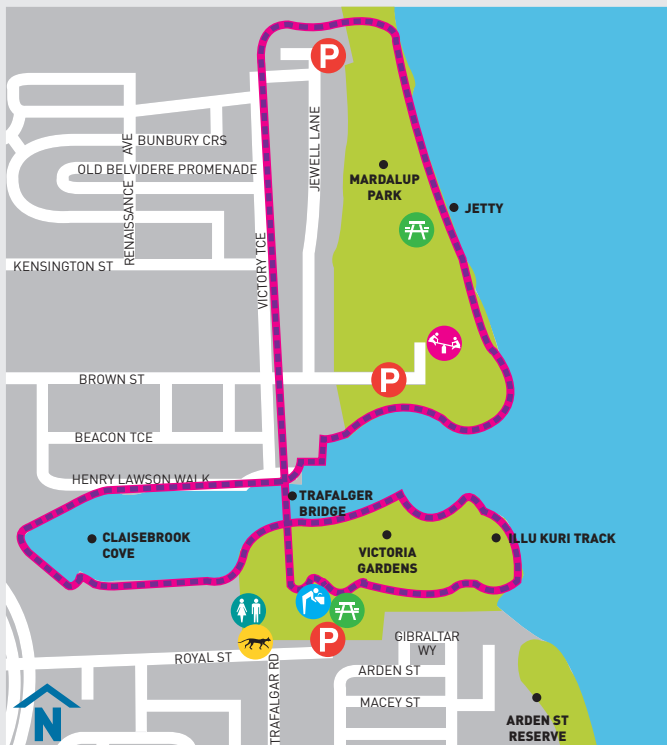 P
BUNBURY CRS
OLD BELVIDERE PROMENADE
RENAISSANCE AVE
JEWELL LANE
MARDALUP
PARK
JETTY
KENSINGTON ST
VICTORY TCE
BROWN ST
P
BEACON TCE
HENRY LAWSON WALK
TRAFALGER
BRIDGE
CLAISEBROOK
COVE
VICTORIA
GARDENS
ILLU KURI TRACK
P
ROYAL ST
TRAFALGAR RD
GIBRALTAR
WY
ARDEN ST
MACEY ST
ARDEN ST
RESERVE
N